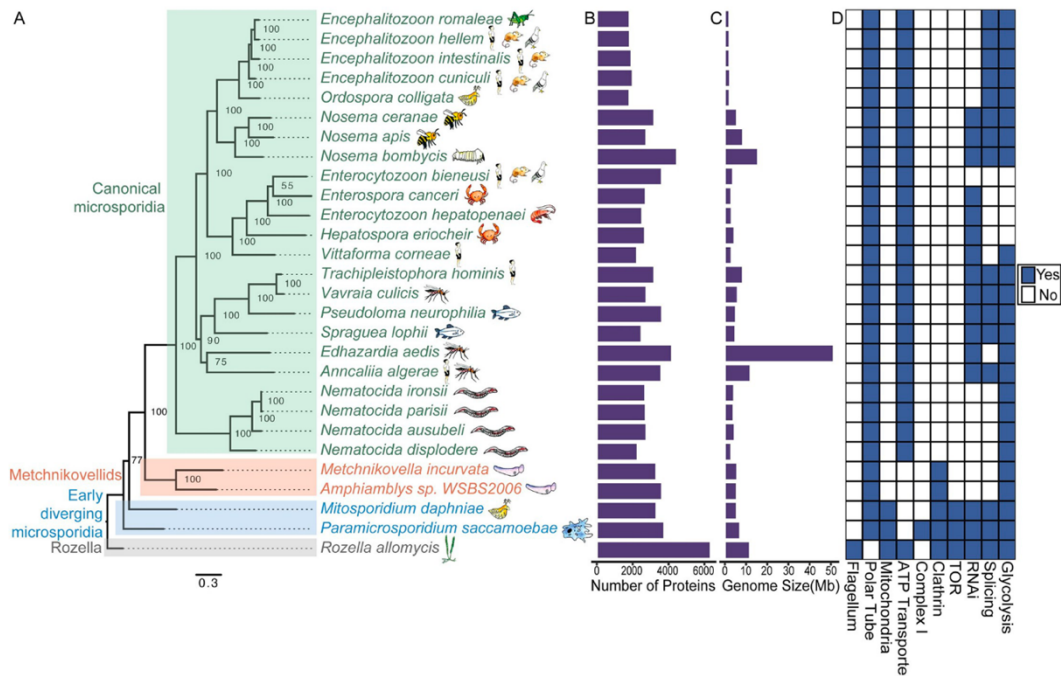 A
B
C
D
Encephalitozoon romaleae
Encephalitozoon hellem
Encephalitozoon intestinalis
Encephalitozoon cuniculi
Ordospora colligata
Nosema ceranae
Nosema apis
Nosema bombycis
Enterocytozoon bieneusi
Enterospora canceri
Enterocytozoon hepatopenaei
Hepatospora eriocheir
Vittaforma corneae
Trachipleistophora hominis
Vavraia culicis
Pseudoloma neurophilia
Spraguea lophii
Edhazardia aedis
Anncaliia algerae
Nematocida ironsii
Nematocida parisii
Nematocida ausubeli
Nematocida displodere
Metchnikovella incurvata
Amphiamblys sp. WSBS2006
Mitosporidium daphniae
Paramicrosporidium saccamoebae
Rozella allomycis
Canonical
microsporidia
Metchnikovellids
Early
diverging
microsporidia
Rozella
100
100
100
100
100
100
100
100
55
100
100
100
100
100
100
100
90
75
100
100
100
100
100
100
77
100
0.3
0 2000 4000 6000
Number of Proteins
0 10 20 30 40 50
Genome Size(Mb)
Yes
No
Flagellum
Polar Tube
Mitochondria
ATP Transporte
Complex I
Clathrin
TOR
RNAi
Splicing
Glycolysis